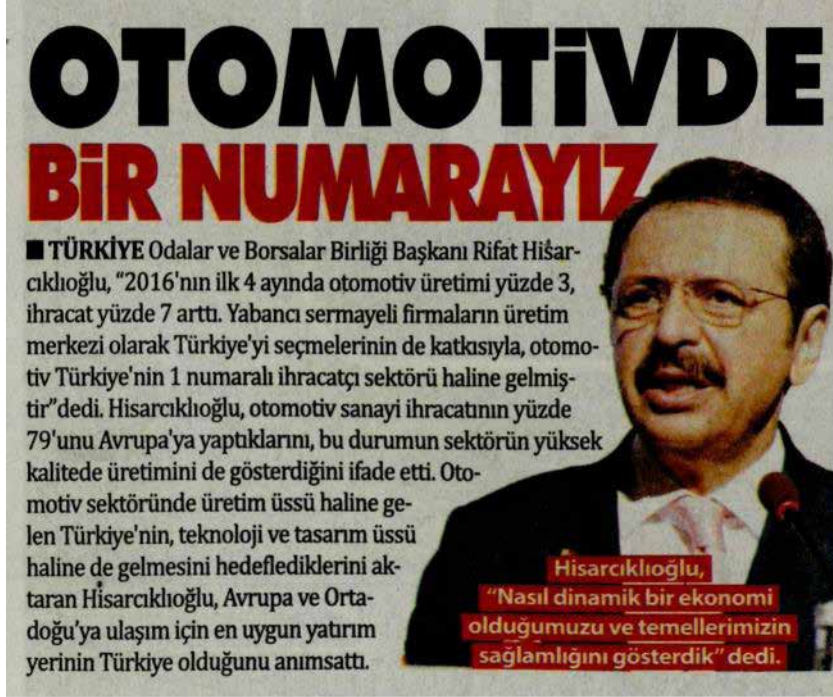 OTOMOTİVDE
BİR NUMARAYIZ
■ TÜRKİYE Odalar ve Borsalar Birliği Başkanı Rifat Hisar-
cıklıoğlu, “2016'nın ilk 4 ayında otomotiv üretimi yüzde 3,
ihracat yüzde 7 arttı. Yabancı sermayeli firmaların üretim
merkezi olarak Türkiye'yi seçmelerinin de katkısıyla, otomo-
tiv Türkiye'nin 1 numaralı ihracatçı sektörü haline gelmiş-
tir”dedi. Hisarcıklıoğlu, otomotiv sanayi ihracatının yüzde
79'unu Avrupa'ya yaptıklarını, bu durumun sektörün yüksek
kalitede üretimini de gösterdiğini ifade etti. Oto-
motiv sektöründe üretim üssü haline ge-
len Türkiye'nin, teknoloji ve tasarım üssü
haline de gelmesini hedeflediklerini ak-
taran Hisarcıklıoğlu, Avrupa ve Orta-
doğu'ya ulaşım için en uygun yatırım
yerinin Türkiye olduğunu anımsattı.
Hisarcıklıoğlu,
“Nasıl dinamik bir ekonomi
olduğumuzu ve temellerimizin
sağlamlığını gösterdik” dedi.